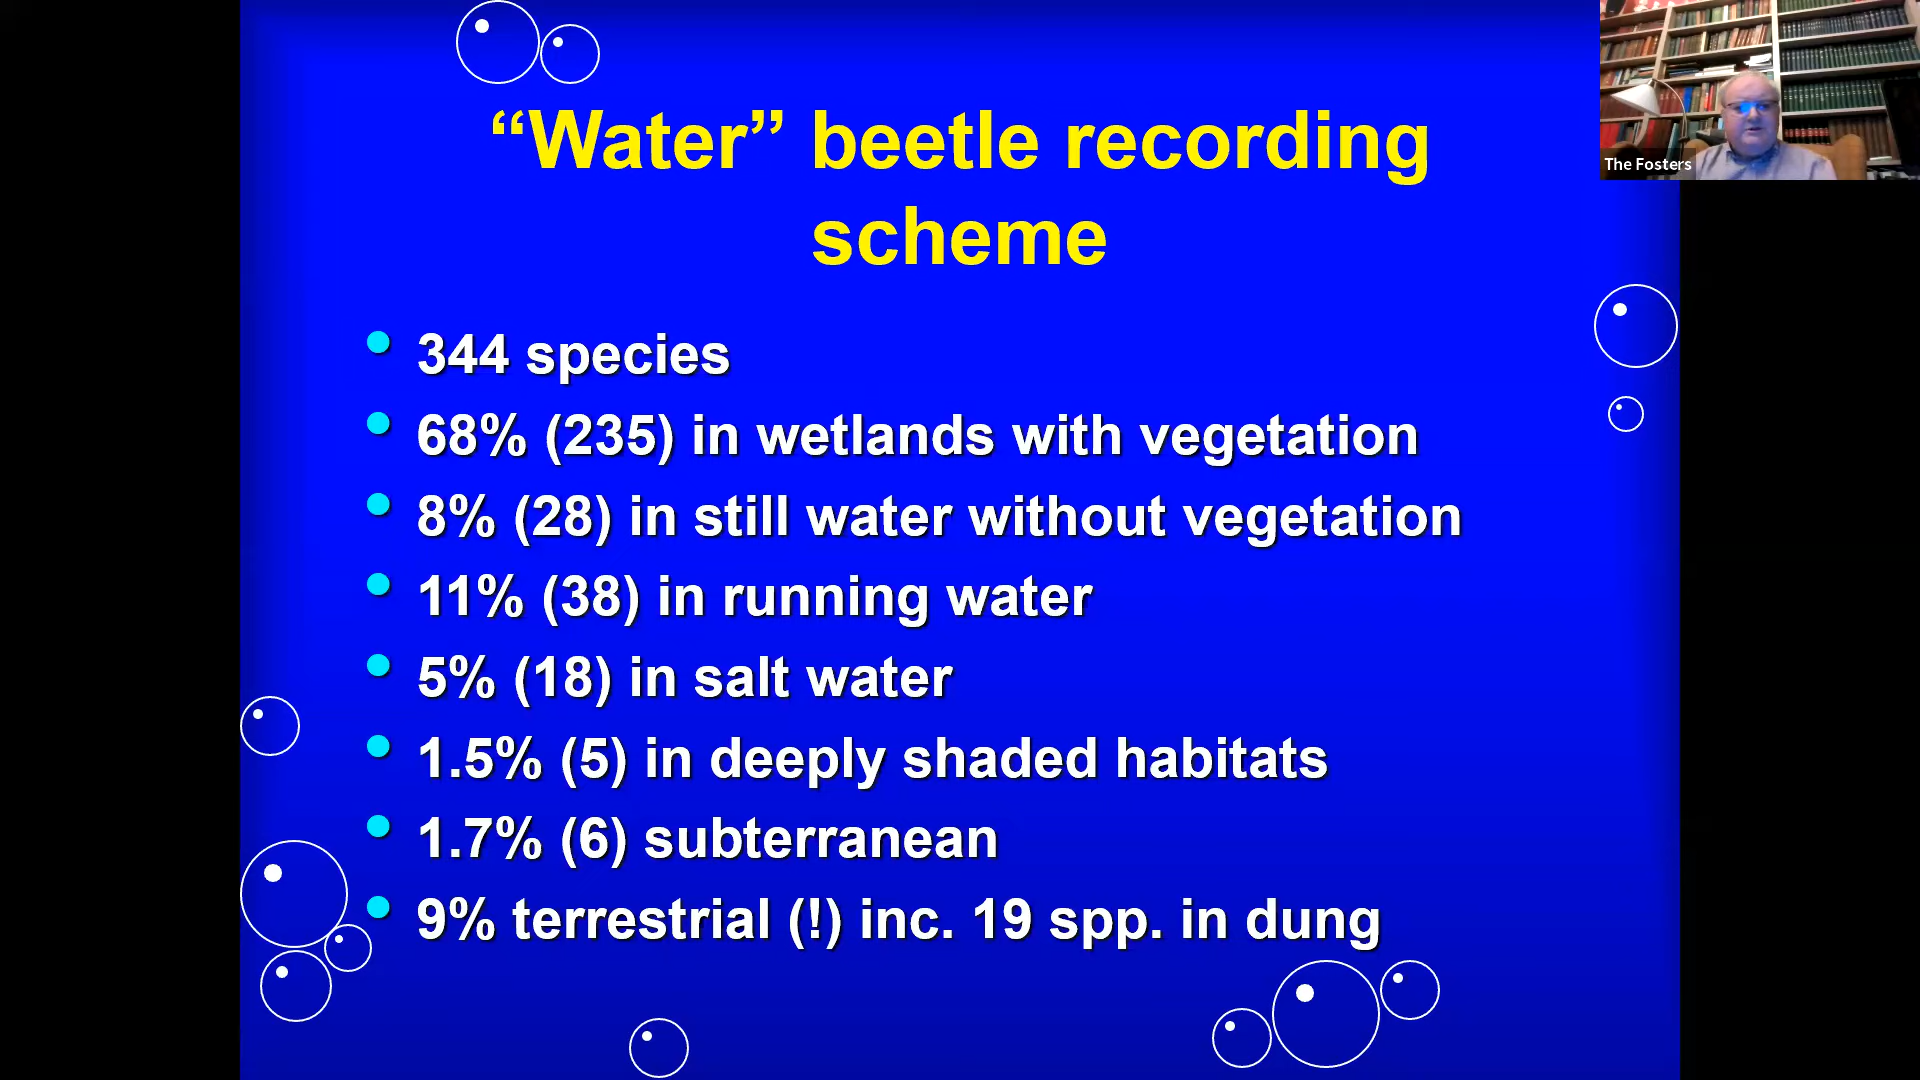 “Water” beetle recording
scheme
The Fosters
• 344 species
• 68% (235) in wetlands with vegetation
• 8% (28) in still water without vegetation
• 11% (38) in running water
• 5% (18) in salt water
• 1.5% (5) in deeply shaded habitats
• 1.7% (6) subterranean
• 9% terrestrial (!) inc. 19 spp. in dung